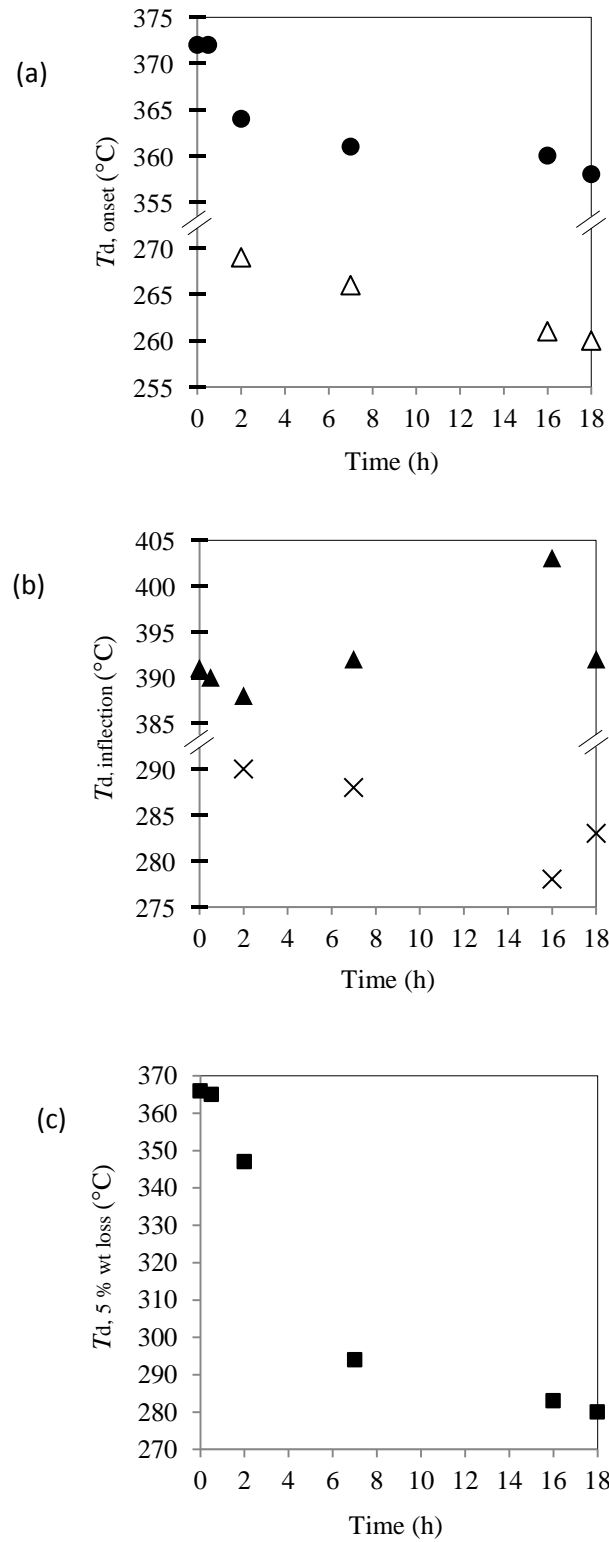 (a)
375
370
365
360
355
270
265
260
255
Td, onset (°C)
0 2 4 6 8 10 12 14 16 18
Time (h)
(b)
405
400
395
390
385
290
285
280
275
Td, inflection (°C)
0 2 4 6 8 10 12 14 16 18
Time (h)
(c)
370
360
350
340
330
320
310
300
290
280
270
Td, 5 % wt loss (°C)
0 2 4 6 8 10 12 14 16 18
Time (h)